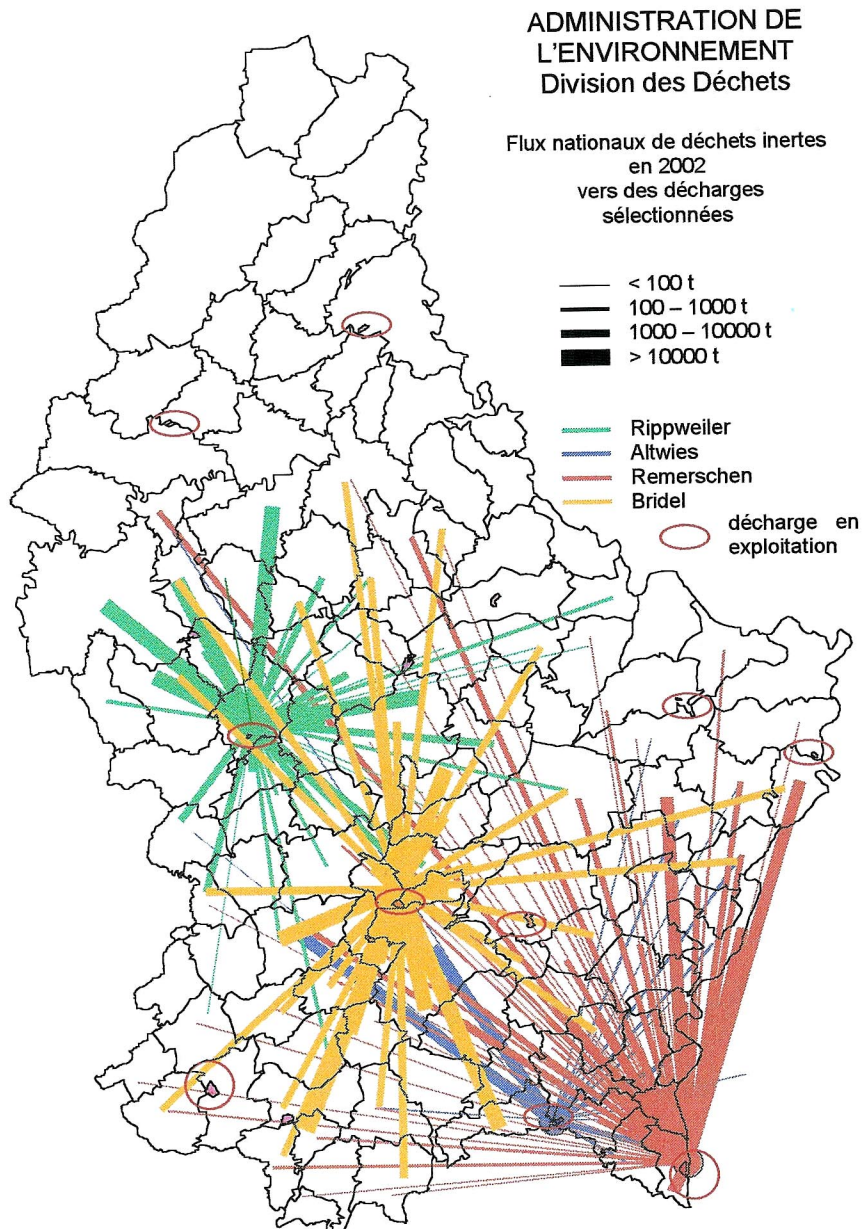 ADMINISTRATION DE
L'ENVIRONNEMENT
Division des Déchets
Flux nationaux de déchets inertes
en 2002
vers des décharges
sélectionnées
< 100 t
100 – 1000 t
1000 – 10000 t
> 10000 t
Rippweiler
Altwies
Remerschen
Bridel
décharge en
exploitation